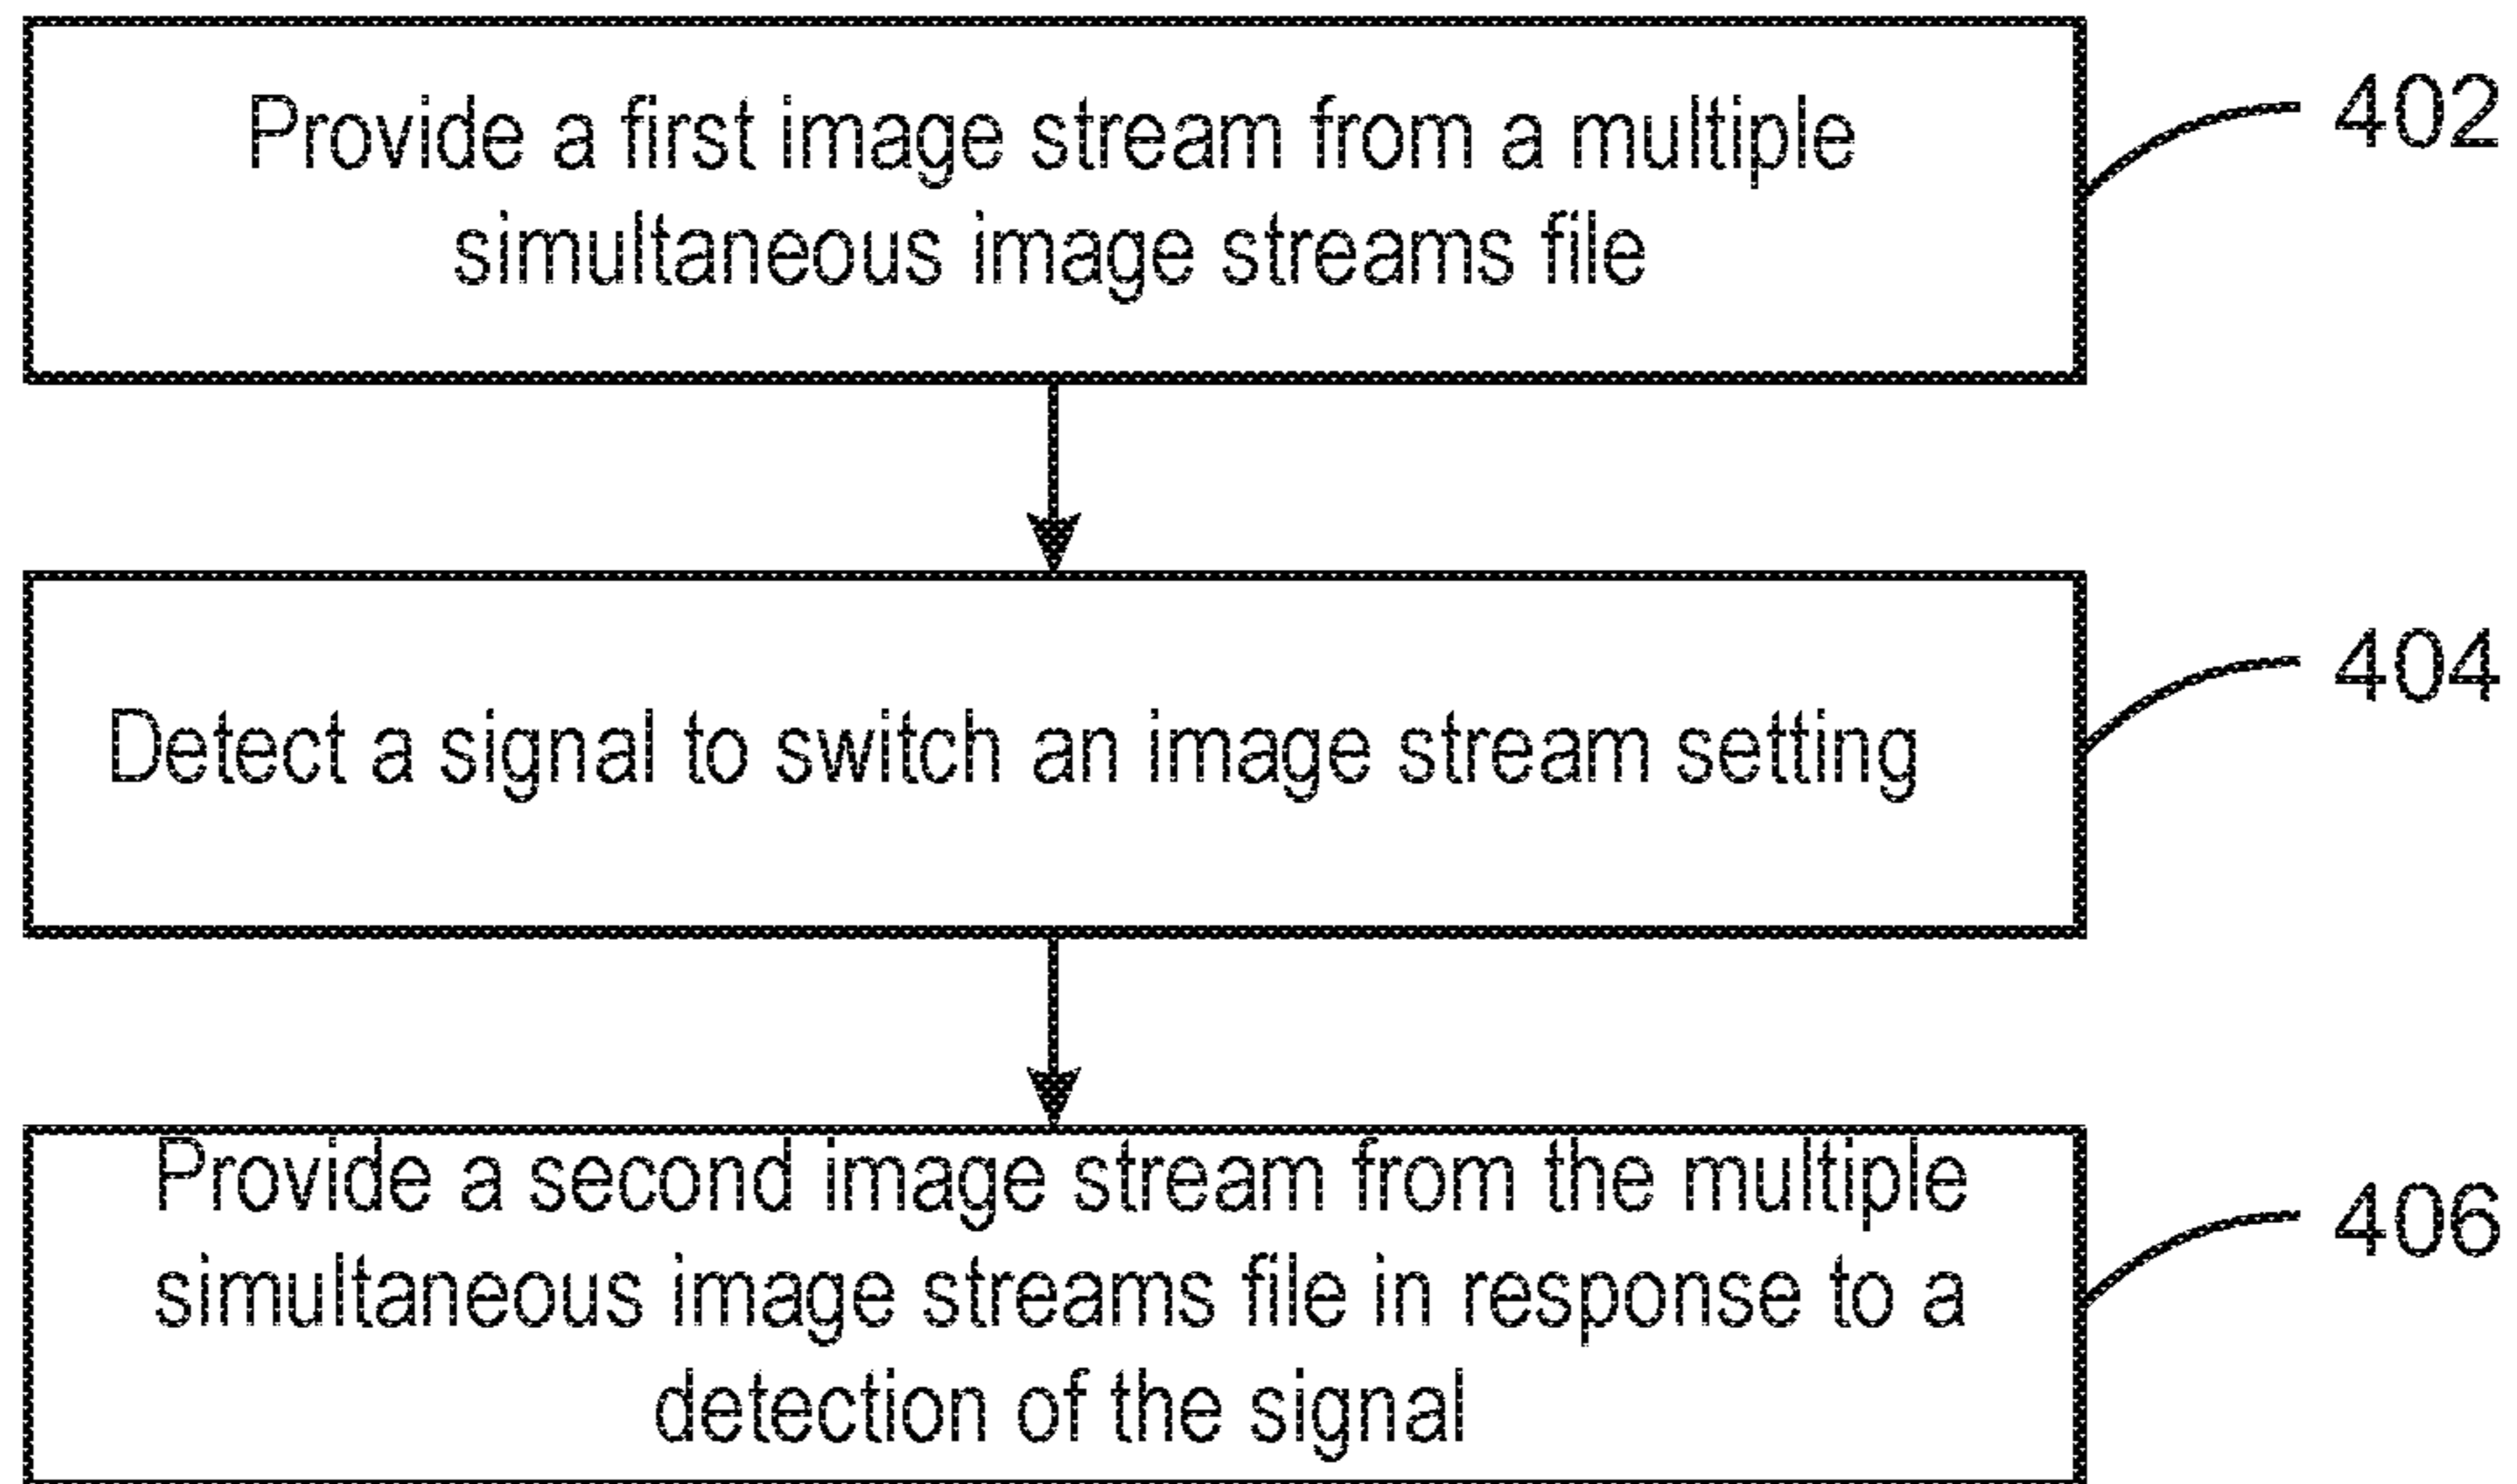 Provide a first image stream from a multiple
simultaneous image streams file
402
Detect a signal to switch an image stream setting
404
Provide a second image stream from the multiple
simultaneous image streams file in response to a
detection of the signal
406